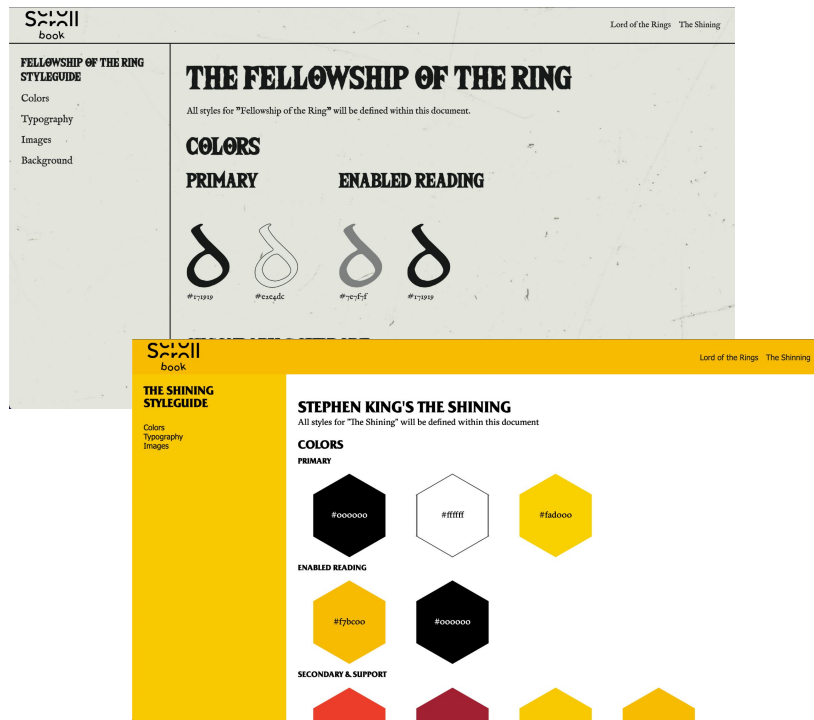 Scroll
book
Lord of the Rings The Shining
FELLOWSHIP OF THE RING
STYLEGUIDE
Colors
Typography
Images
Background
THE FELLOWSHIP OF THE RING
All styles for "Fellowship of the Ring" will be defined within this document.
COLORS
PRIMARY ENABLED READING
#171919 #e2e4dc #7e7f7f #171919
Scroll
book
Lord of the Rings The Shinning
THE SHINING
STYLEGUIDE
Colors
Typography
Images
STEPHEN KING'S THE SHINING
All styles for "The Shining" will be defined within this document
COLORS
PRIMARY
#000000 #ffffff #fad000
ENABLED READING
#f7bc00 #000000
SECONDARY & SUPPORT